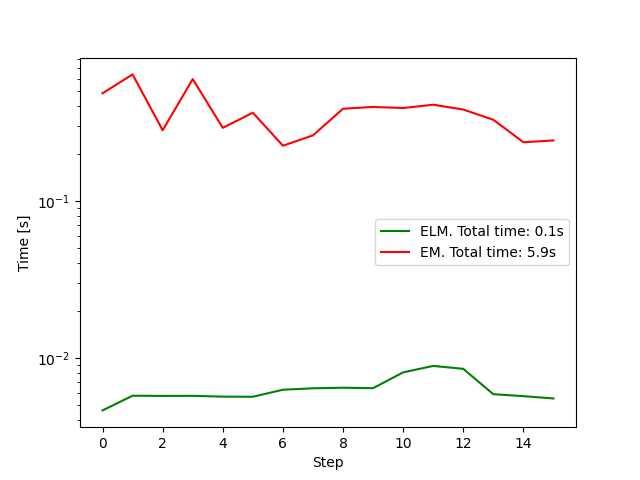 10⁻¹
10⁻²
Time [s]
ELM. Total time: 0.1s
EM. Total time: 5.9s
0 2 4 6 8 10 12 14
Step